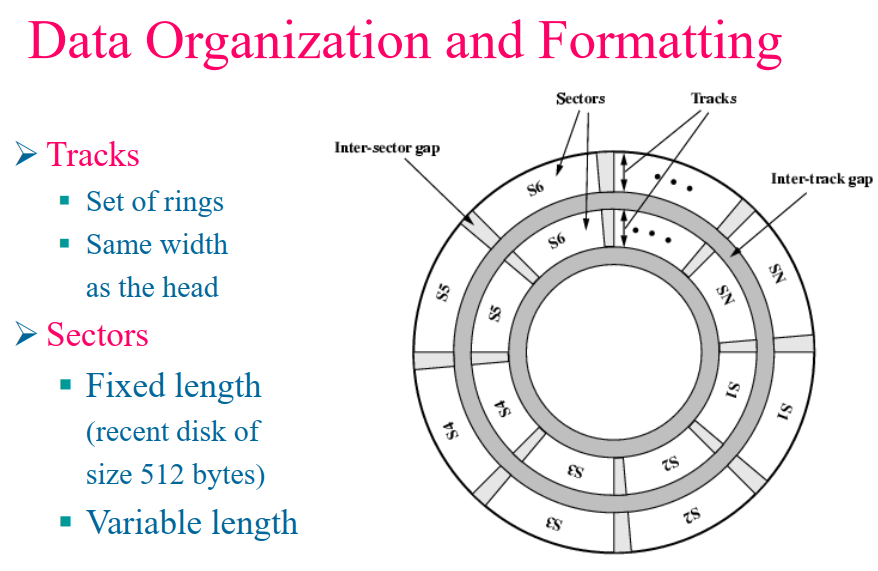 Data Organization and Formatting
Tracks
Set of rings
Same width
as the head
Sectors
Fixed length
(recent disk of
size 512 bytes)
Variable length
Sectors
Tracks
Inter-sector gap
Inter-track gap
S6
• • •
SN
S6
• • •
SN
S5
S5
S4
S4
S1
S1
S3
S2
S3
S2